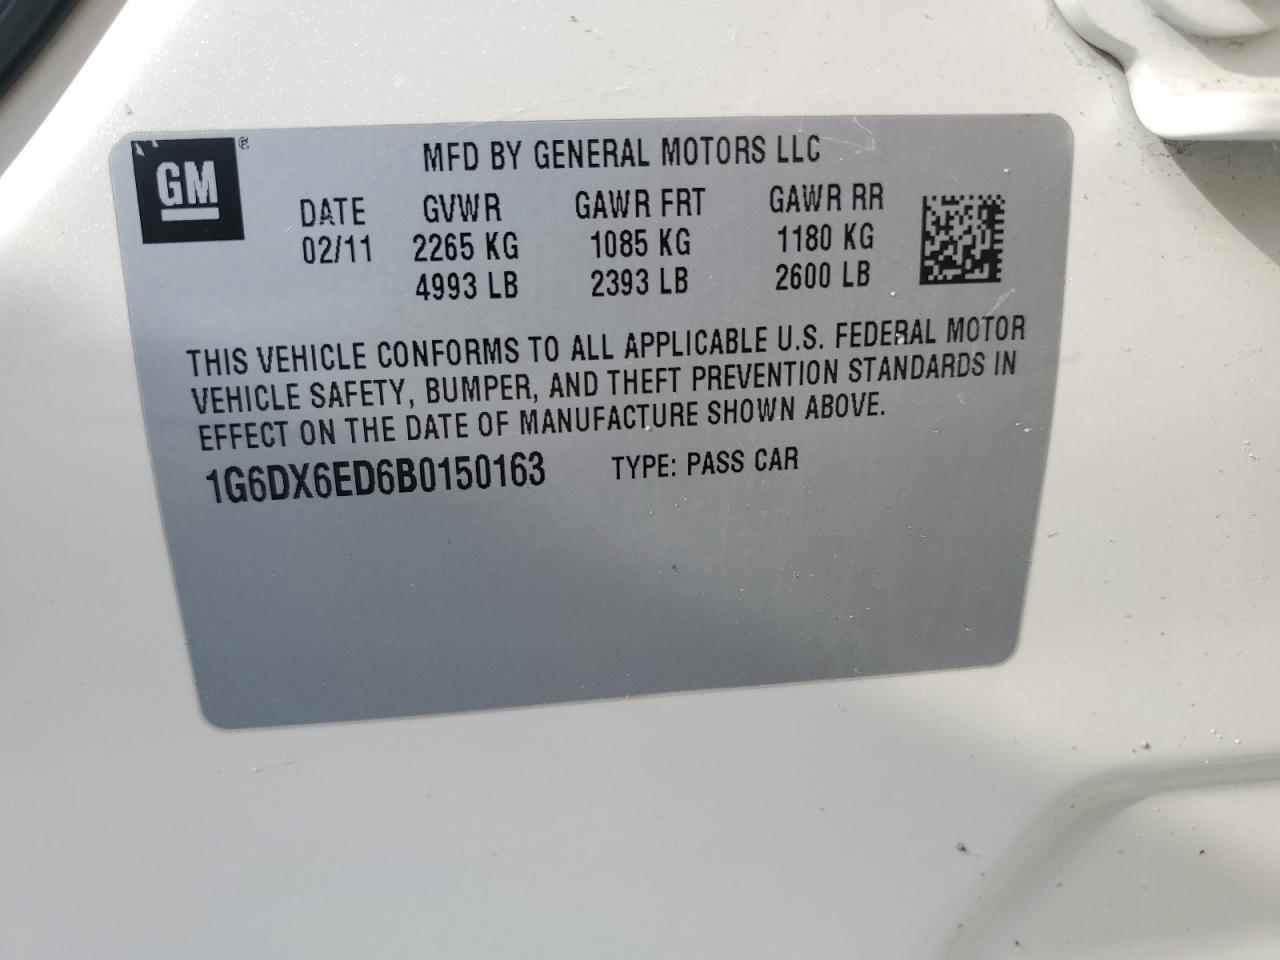 GM ®
MFD BY GENERAL MOTORS LLC
DATE GVWR GAWR FRT GAWR RR
02/11 2265 KG 1085 KG 1180 KG
4993 LB 2393 LB 2600 LB
THIS VEHICLE CONFORMS TO ALL APPLICABLE U.S. FEDERAL MOTOR
VEHICLE SAFETY, BUMPER, AND THEFT PREVENTION STANDARDS IN
EFFECT ON THE DATE OF MANUFACTURE SHOWN ABOVE.
1G6DX6ED6B0150163 TYPE: PASS CAR